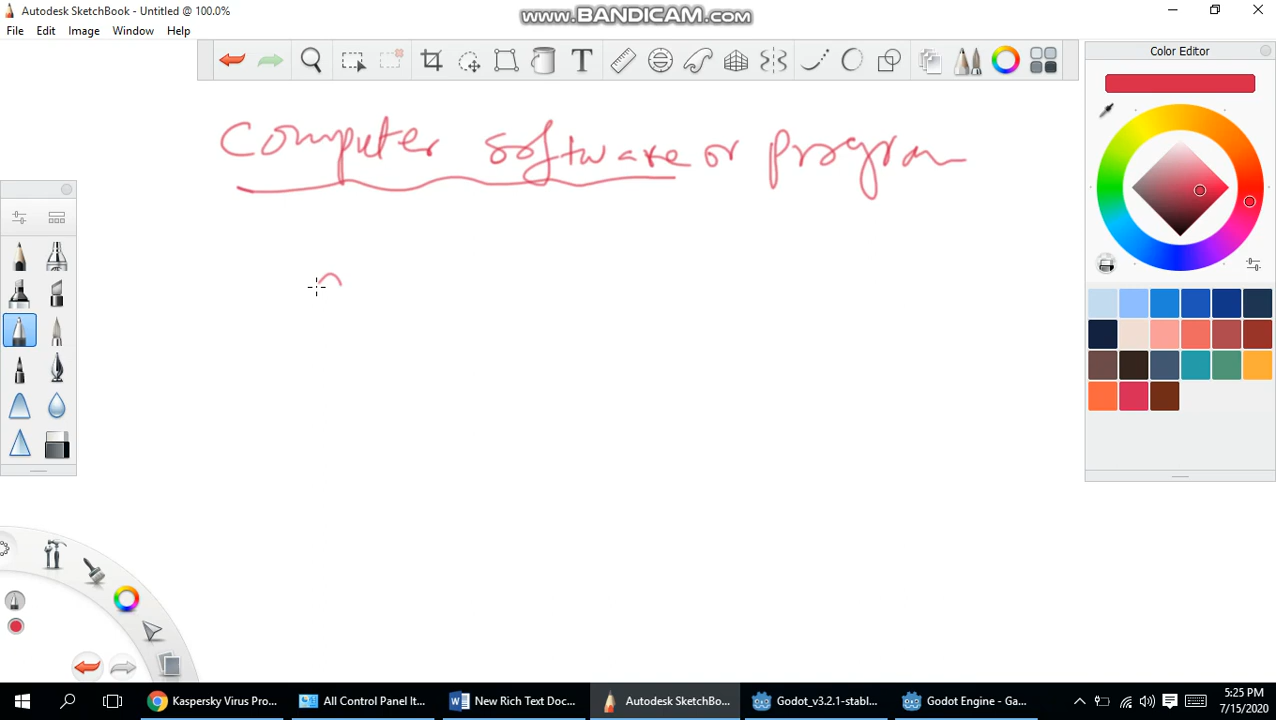 Autodesk SketchBook - Untitled @ 100.0%
www.BANDICAM.com
File Edit Image Window Help
Color Editor
Computer software or program
Kaspersky Virus Pro...
All Control Panel It...
New Rich Text Docu...
Autodesk SketchBo...
Godot_v3.2.1-stabl...
Godot Engine - Ga...
5:25 PM
7/15/2020